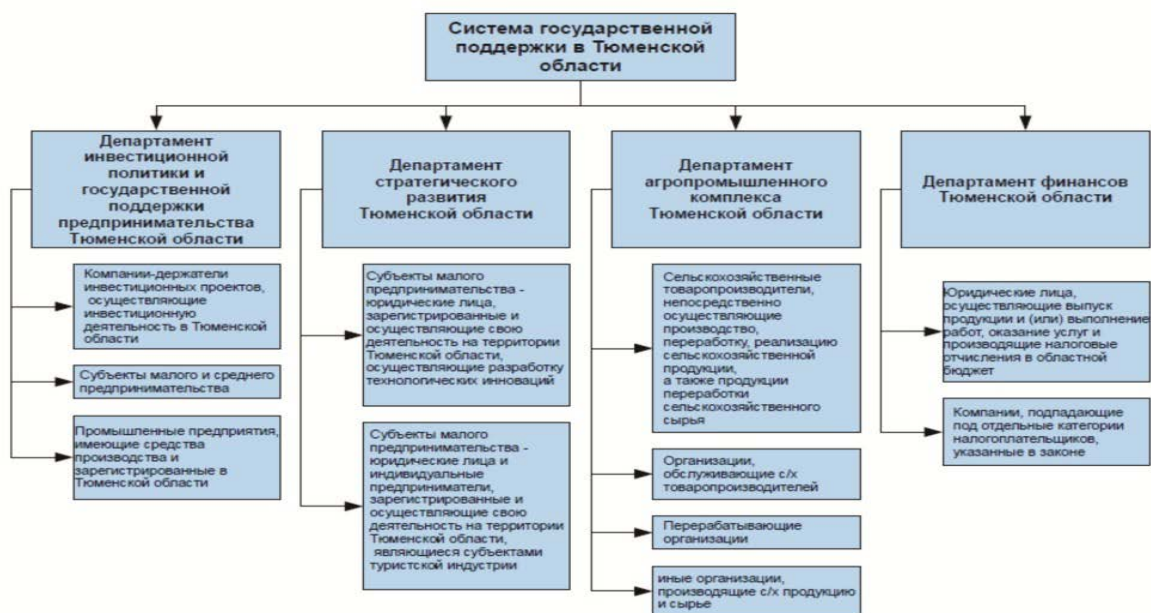 Система государственной
поддержки в Тюменской
области
Департамент
инвестиционной
политики и
государственной
поддержки
предпринимательства
Тюменской области
Компании-держатели
инвестиционных проектов,
осуществляющие
инвестиционную
деятельность в Тюменской
области
Субъекты малого и среднего
предпринимательства
Промышленные предприятия,
имеющие средства
производства и
зарегистрированные в
Тюменской области
Департамент
стратегического
развития
Тюменской области
Субъекты малого
предпринимательства -
юридические лица,
зарегистрированные и
осуществляющие свою
деятельность на территории
Тюменской области,
осуществляющие разработку
технологических инноваций
Субъекты малого
предпринимательства -
юридические лица и
индивидуальные
предприниматели,
зарегистрированные и
осуществляющие свою
деятельность на территории
Тюменской области,
являющиеся субъектами
туристской индустрии
Департамент
агропромышленного
комплекса
Тюменской области
Сельскохозяйственные
товаропроизводители,
непосредственно
осуществляющие
производство,
переработку, реализацию
сельскохозяйственной
продукции,
а также продукции
переработки
сельскохозяйственного
сырья
Организации,
обслуживающие с/х
товаропроизводителей
Перерабатывающие
организации
иные организации,
производящие с/х продукцию
и сырье
Департамент финансов
Тюменской области
Юридические лица,
осуществляющие выпуск
продукции и (или) выполнение
работ, оказание услуг и
производящие налоговые
отчисления в областной
бюджет
Компании, подпадающие
под отдельные категории
налогоплательщиков,
указанные в законе